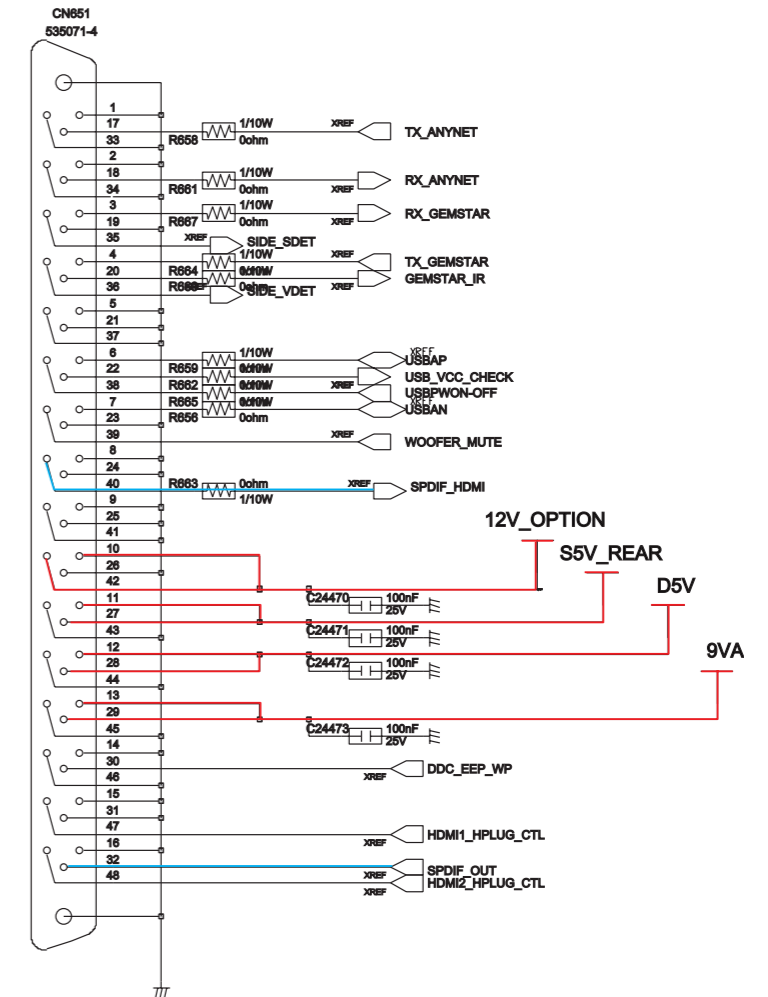 CN651
535071-4
1
17 1/10W XREF TX_ANYNET
33 R658 0ohm
2
18 1/10W RX_ANYNET
34 R661 0ohm XREF
3 1/10W RX_GEMSTAR
19 R667 0ohm XREF
35 XREF SIDE_SDET
4 1/10W XREF TX_GEMSTAR
20 R664 GEMSTAR_IR
36 XREF SIDE_VDET
5
21
37
6 1/10W XREF USBAP
22 R659 USB_VCC_CHECK
38 R662 XREF USBPWON-OFF
7 R665 XREF USBAN
23 R656 0ohm
39 XREF WOOFER_MUTE
8
24
40 R663 0ohm XREF SPDIF_HDMI
9 1/10W
25
41
12V_OPTION
10
26
42
S5V_REAR
11 C24470 100nF
27 25V
D5V
43 C24471 100nF
25V
12
28 C24472 100nF
44 25V
9VA
13
29
45 C24473 100nF
25V
14
30 DDC_EEP_WP
46 XREF
15
31
47 HDMI1_HPLUG_CTL
16 XREF
32 SPDIF_OUT
48 XREF HDMI2_HPLUG_CTL
XREF